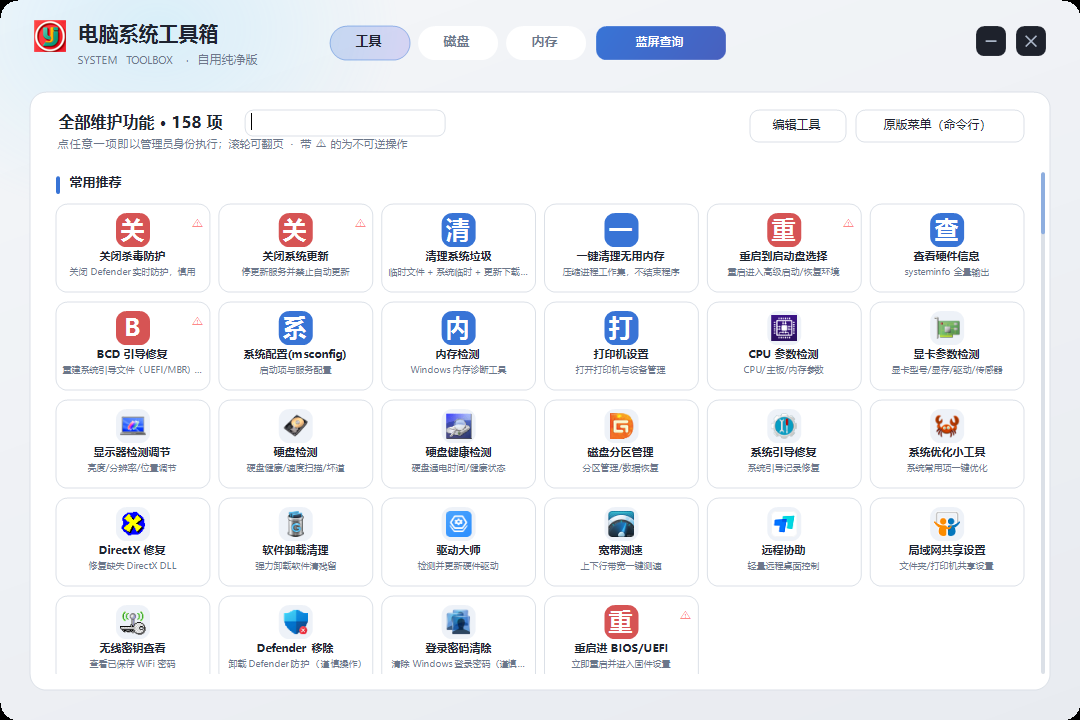 yj
电脑系统工具箱
SYSTEM TOOLBOX · 自用纯净版
工具
磁盘
内存
蓝屏查询
全部维护功能 • 158 项
编辑工具
原版菜单（命令行）
点任意一项即以管理员身份执行；滚轮可翻页 · 带 ⚠ 的为不可逆操作
常用推荐
关
关闭杀毒防护
关闭 Defender 实时防护，慎用
关
关闭系统更新
停更新服务并禁止自动更新
清
清理系统垃圾
临时文件 + 系统临时 + 更新下载...
一
一键清理无用内存
压缩进程工作集，不结束程序
重
重启到启动盘选择
重启进入高级启动/恢复环境
查
查看硬件信息
systeminfo 全量输出
B
BCD 引导修复
重建系统引导文件（UEFI/MBR）...
系
系统配置(msconfig)
启动项与服务配置
内
内存检测
Windows 内存诊断工具
打
打印机设置
打开打印机与设备管理
CPU 参数检测
CPU/主板/内存参数
显卡参数检测
显卡型号/显存/驱动/传感器
显示器检测调节
亮度/分辨率/位置调节
硬盘检测
硬盘健康/速度扫描/坏道
硬盘健康检测
硬盘通电时间/健康状态
磁盘分区管理
分区管理/数据恢复
系统引导修复
系统引导记录修复
系统优化小工具
系统常用项一键优化
DirectX 修复
修复缺失 DirectX DLL
软件卸载清理
强力卸载软件清残留
驱动大师
检测并更新硬件驱动
宽带测速
上下行带宽一键测速
远程协助
轻量远程桌面控制
局域网共享设置
文件夹/打印机共享设置
无线密钥查看
查看已保存 WiFi 密码
Defender 移除
卸载 Defender 防护（谨慎操作）
登录密码清除
清除 Windows 登录密码（谨慎...
重
重启进 BIOS/UEFI
立即重启并进入固件设置